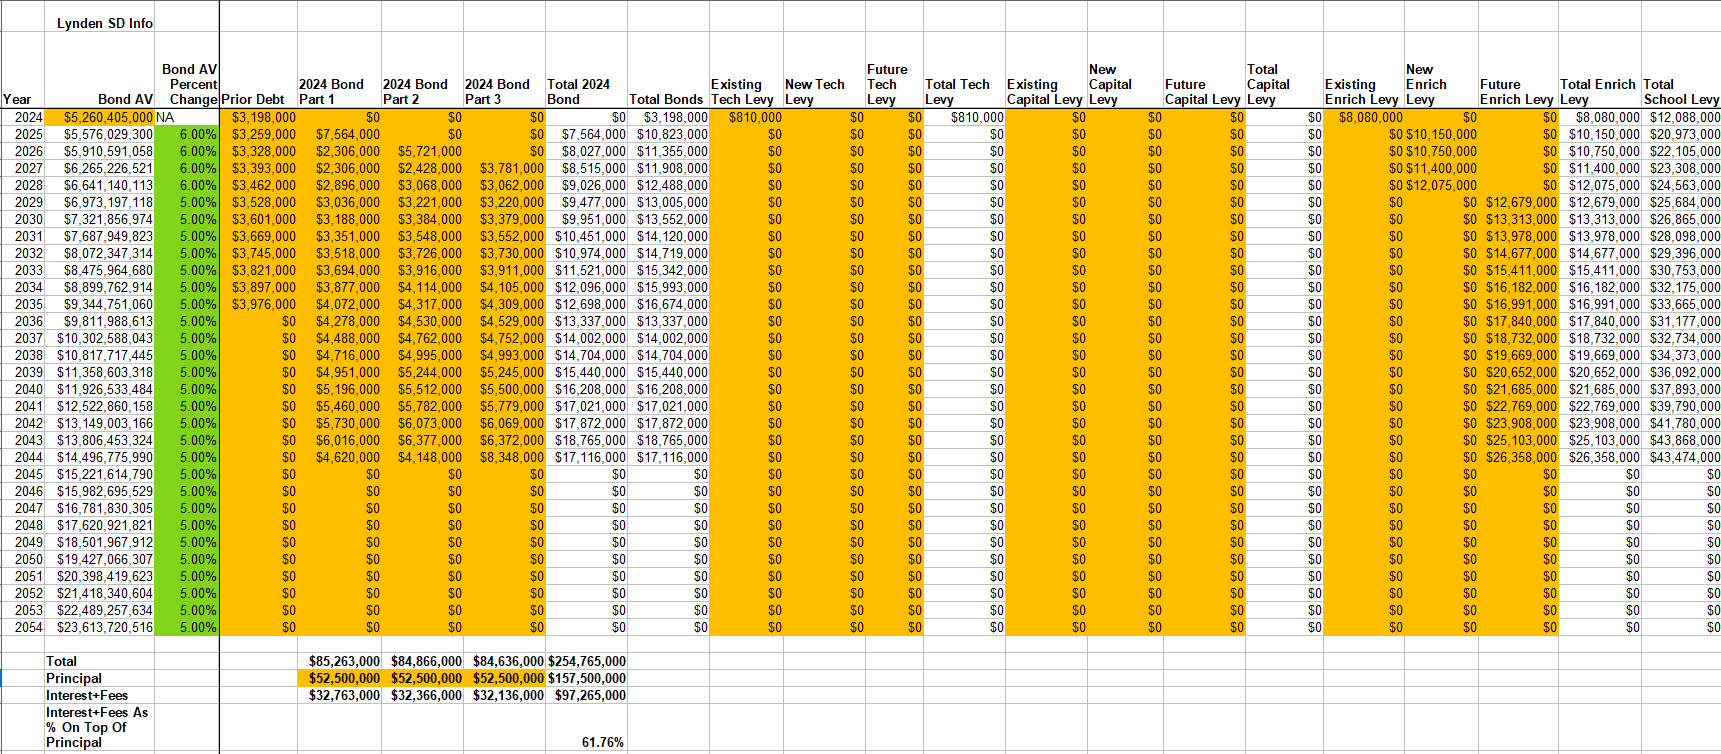 Lynden SD Info
Year Bond AV Bond AV Percent Change Prior Debt 2024 Bond Part 1 2024 Bond Part 2 2024 Bond Part 3 Total 2024 Bond Total Bonds Existing Tech Levy New Tech Levy Future Tech Levy Total Tech Levy Existing Capital Levy New Capital Levy Future Capital Levy Total Capital Levy Existing Enrich Levy New Enrich Levy Future Enrich Levy Total Enrich Levy Total School Levy
2024 $5,260,405,000 NA $3,198,000 $0 $0 $0 $0 $3,198,000 $810,000 $0 $0 $810,000 $0 $0 $0 $0 $8,080,000 $0 $0 $8,080,000 $12,088,000
2025 $5,576,029,300 6.00% $3,259,000 $7,564,000 $0 $0 $7,564,000 $10,823,000 $0 $0 $0 $0 $0 $0 $0 $0 $0 $10,150,000 $0 $10,150,000 $20,973,000
2026 $5,910,591,058 6.00% $3,328,000 $2,306,000 $5,721,000 $0 $8,027,000 $11,355,000 $0 $0 $0 $0 $0 $0 $0 $0 $0 $10,750,000 $0 $10,750,000 $22,105,000
2027 $6,265,226,521 6.00% $3,393,000 $2,306,000 $2,428,000 $3,781,000 $8,515,000 $11,908,000 $0 $0 $0 $0 $0 $0 $0 $0 $0 $11,400,000 $0 $11,400,000 $23,308,000
2028 $6,641,140,113 6.00% $3,462,000 $2,896,000 $3,068,000 $3,062,000 $9,026,000 $12,488,000 $0 $0 $0 $0 $0 $0 $0 $0 $0 $12,075,000 $0 $12,075,000 $24,563,000
2029 $6,973,197,118 5.00% $3,528,000 $3,036,000 $3,221,000 $3,220,000 $9,477,000 $13,005,000 $0 $0 $0 $0 $0 $0 $0 $0 $0 $0 $12,679,000 $12,679,000 $25,684,000
2030 $7,321,856,974 5.00% $3,601,000 $3,188,000 $3,384,000 $3,379,000 $9,951,000 $13,552,000 $0 $0 $0 $0 $0 $0 $0 $0 $0 $0 $13,313,000 $13,313,000 $26,865,000
2031 $7,687,949,823 5.00% $3,669,000 $3,351,000 $3,548,000 $3,552,000 $10,451,000 $14,120,000 $0 $0 $0 $0 $0 $0 $0 $0 $0 $0 $13,978,000 $13,978,000 $28,098,000
2032 $8,072,347,314 5.00% $3,745,000 $3,518,000 $3,726,000 $3,730,000 $10,974,000 $14,719,000 $0 $0 $0 $0 $0 $0 $0 $0 $0 $0 $14,677,000 $14,677,000 $29,396,000
2033 $8,475,964,680 5.00% $3,821,000 $3,694,000 $3,916,000 $3,911,000 $11,521,000 $15,342,000 $0 $0 $0 $0 $0 $0 $0 $0 $0 $0 $15,411,000 $15,411,000 $30,753,000
2034 $8,899,762,914 5.00% $3,897,000 $3,877,000 $4,114,000 $4,105,000 $12,096,000 $15,993,000 $0 $0 $0 $0 $0 $0 $0 $0 $0 $0 $16,182,000 $16,182,000 $32,175,000
2035 $9,344,751,060 5.00% $3,976,000 $4,072,000 $4,317,000 $4,309,000 $12,698,000 $16,674,000 $0 $0 $0 $0 $0 $0 $0 $0 $0 $0 $16,991,000 $16,991,000 $33,665,000
2036 $9,811,988,613 5.00% $0 $4,278,000 $4,530,000 $4,529,000 $13,337,000 $13,337,000 $0 $0 $0 $0 $0 $0 $0 $0 $0 $0 $17,840,000 $17,840,000 $31,177,000
2037 $10,302,588,043 5.00% $0 $4,488,000 $4,762,000 $4,752,000 $14,002,000 $14,002,000 $0 $0 $0 $0 $0 $0 $0 $0 $0 $0 $18,732,000 $18,732,000 $32,734,000
2038 $10,817,717,445 5.00% $0 $4,716,000 $4,995,000 $4,993,000 $14,704,000 $14,704,000 $0 $0 $0 $0 $0 $0 $0 $0 $0 $0 $19,669,000 $19,669,000 $34,373,000
2039 $11,358,603,318 5.00% $0 $4,951,000 $5,244,000 $5,245,000 $15,440,000 $15,440,000 $0 $0 $0 $0 $0 $0 $0 $0 $0 $0 $20,652,000 $20,652,000 $36,092,000
2040 $11,926,533,484 5.00% $0 $5,196,000 $5,512,000 $5,500,000 $16,208,000 $16,208,000 $0 $0 $0 $0 $0 $0 $0 $0 $0 $0 $21,685,000 $21,685,000 $37,893,000
2041 $12,522,860,158 5.00% $0 $5,460,000 $5,782,000 $5,779,000 $17,021,000 $17,021,000 $0 $0 $0 $0 $0 $0 $0 $0 $0 $0 $22,769,000 $22,769,000 $39,790,000
2042 $13,149,003,166 5.00% $0 $5,730,000 $6,073,000 $6,069,000 $17,872,000 $17,872,000 $0 $0 $0 $0 $0 $0 $0 $0 $0 $0 $23,908,000 $23,908,000 $41,780,000
2043 $13,806,453,324 5.00% $0 $6,016,000 $6,377,000 $6,372,000 $18,765,000 $18,765,000 $0 $0 $0 $0 $0 $0 $0 $0 $0 $0 $25,103,000 $25,103,000 $43,868,000
2044 $14,496,775,990 5.00% $0 $4,620,000 $4,148,000 $8,348,000 $17,116,000 $17,116,000 $0 $0 $0 $0 $0 $0 $0 $0 $0 $0 $26,358,000 $26,358,000 $43,474,000
2045 $15,221,614,790 5.00% $0 $0 $0 $0 $0 $0 $0 $0 $0 $0 $0 $0 $0 $0 $0 $0 $0 $0 $0
2046 $15,982,695,529 5.00% $0 $0 $0 $0 $0 $0 $0 $0 $0 $0 $0 $0 $0 $0 $0 $0 $0 $0 $0
2047 $16,781,830,305 5.00% $0 $0 $0 $0 $0 $0 $0 $0 $0 $0 $0 $0 $0 $0 $0 $0 $0 $0 $0
2048 $17,620,921,821 5.00% $0 $0 $0 $0 $0 $0 $0 $0 $0 $0 $0 $0 $0 $0 $0 $0 $0 $0 $0
2049 $18,501,967,912 5.00% $0 $0 $0 $0 $0 $0 $0 $0 $0 $0 $0 $0 $0 $0 $0 $0 $0 $0 $0
2050 $19,427,066,307 5.00% $0 $0 $0 $0 $0 $0 $0 $0 $0 $0 $0 $0 $0 $0 $0 $0 $0 $0 $0
2051 $20,398,419,623 5.00% $0 $0 $0 $0 $0 $0 $0 $0 $0 $0 $0 $0 $0 $0 $0 $0 $0 $0 $0
2052 $21,418,340,604 5.00% $0 $0 $0 $0 $0 $0 $0 $0 $0 $0 $0 $0 $0 $0 $0 $0 $0 $0 $0
2053 $22,489,257,634 5.00% $0 $0 $0 $0 $0 $0 $0 $0 $0 $0 $0 $0 $0 $0 $0 $0 $0 $0 $0
2054 $23,613,720,516 5.00% $0 $0 $0 $0 $0 $0 $0 $0 $0 $0 $0 $0 $0 $0 $0 $0 $0 $0 $0
Total $85,263,000 $84,866,000 $84,636,000 $254,765,000
Principal $52,500,000 $52,500,000 $52,500,000 $157,500,000
Interest+Fees $32,763,000 $32,366,000 $32,136,000 $97,265,000
Interest+Fees As
% On Top Of
Principal 61.76%